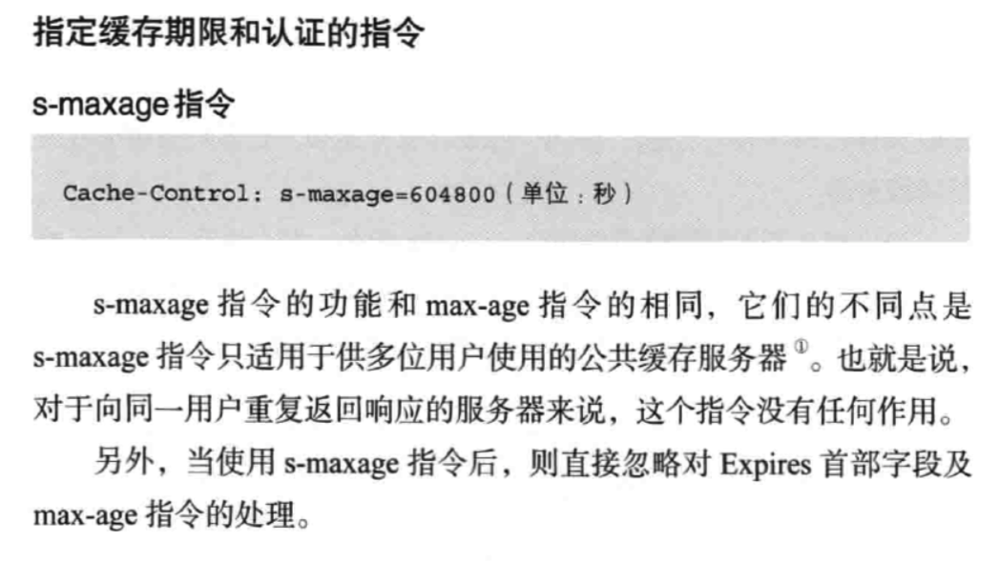 指定缓存期限和认证的指令
s-maxage指令
Cache-Control: s-maxage=604800（单位：秒）
s-maxage 指令的功能和 max-age 指令的相同，它们的不同点是
s-maxage 指令只适用于供多位用户使用的公共缓存服务器①。也就是说，
对于向同一用户重复返回响应的服务器来说，这个指令没有任何作用。
另外，当使用 s-maxage 指令后，则直接忽略对 Expires 首部字段及
max-age 指令的处理。